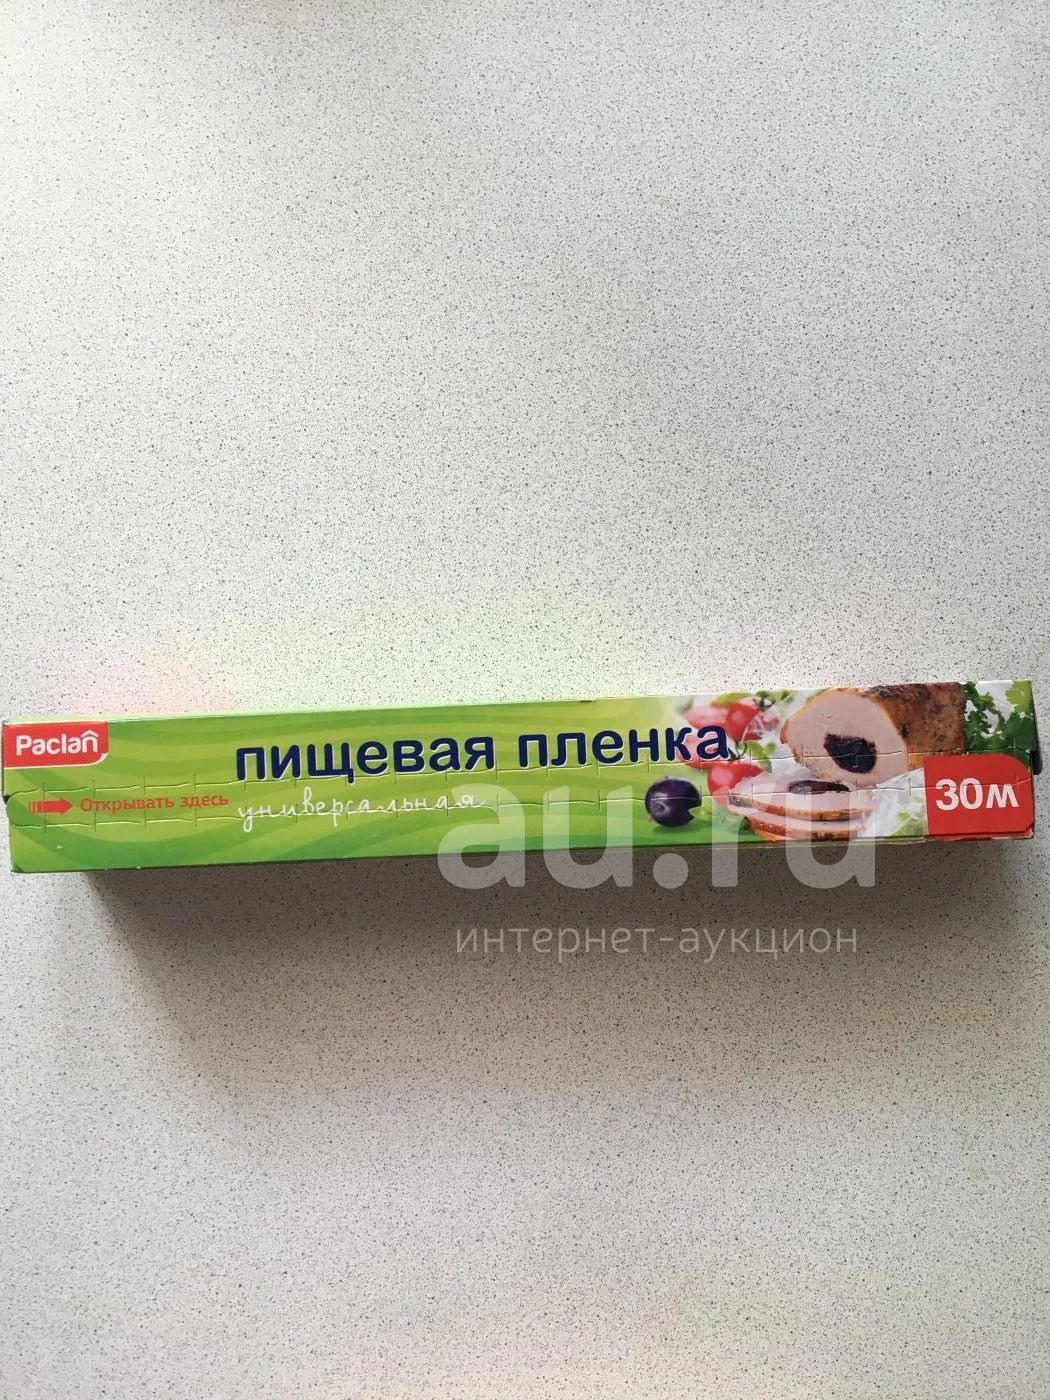 Paclan
пищевая пленка
Открывать здесь
универсальная
30м
au.ru
интернет-аукцион